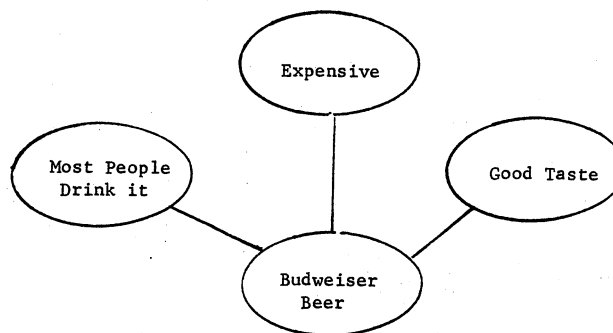 Expensive
Most People
Drink it
Good Taste
Budweiser
Beer